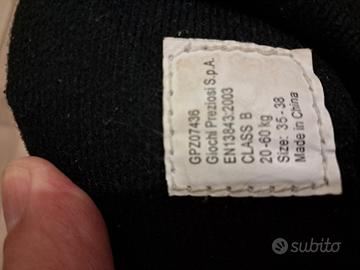 GPZ07436
Giochi Preziosi S.p.A.
EN13843:2003
CLASS B
20-60 kg
Size: 35 - 38
Made in China
subito